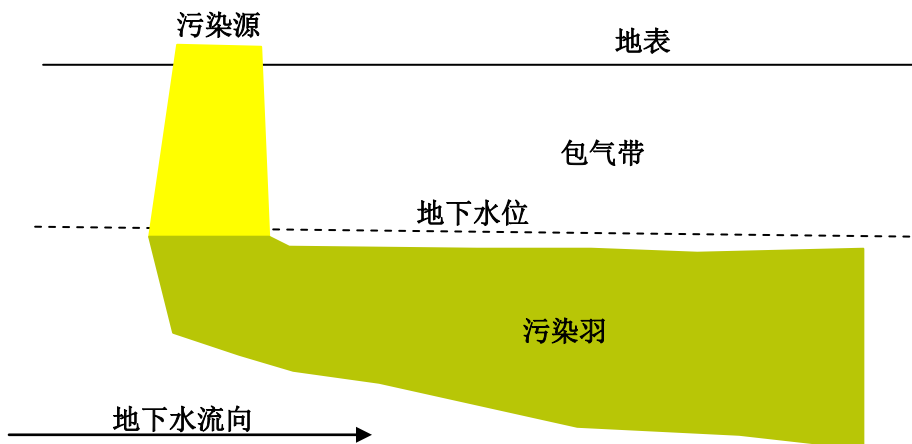 污染源
地表
包气带
地下水位
污染羽
地下水流向